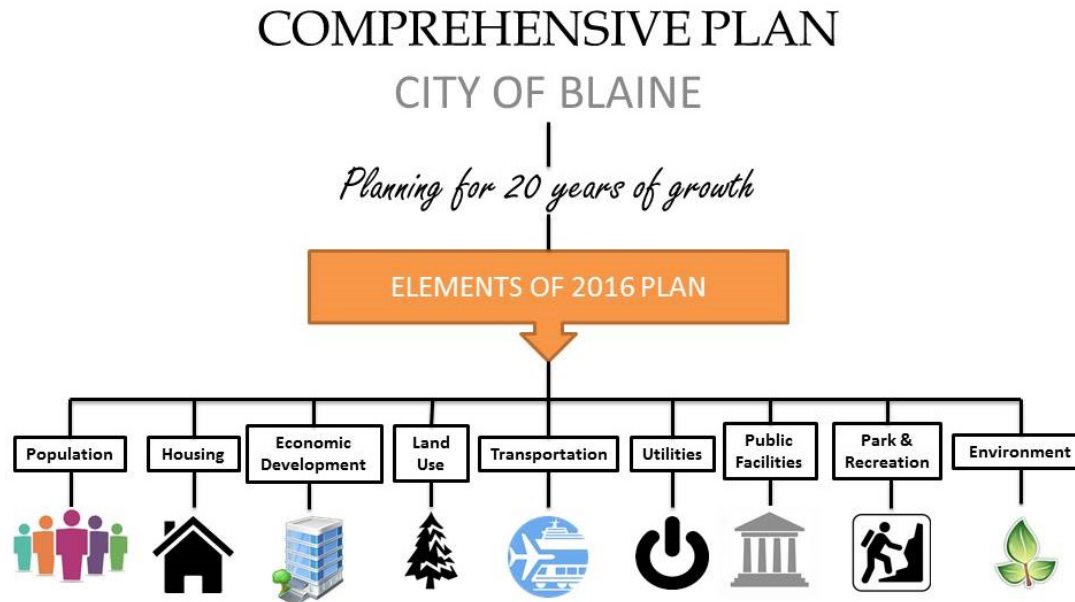 COMPREHENSIVE PLAN
CITY OF BLAINE
Planning for 20 years of growth
ELEMENTS OF 2016 PLAN
Population
Housing
Economic
Development
Land
Use
Transportation
Utilities
Public
Facilities
Park &
Recreation
Environment